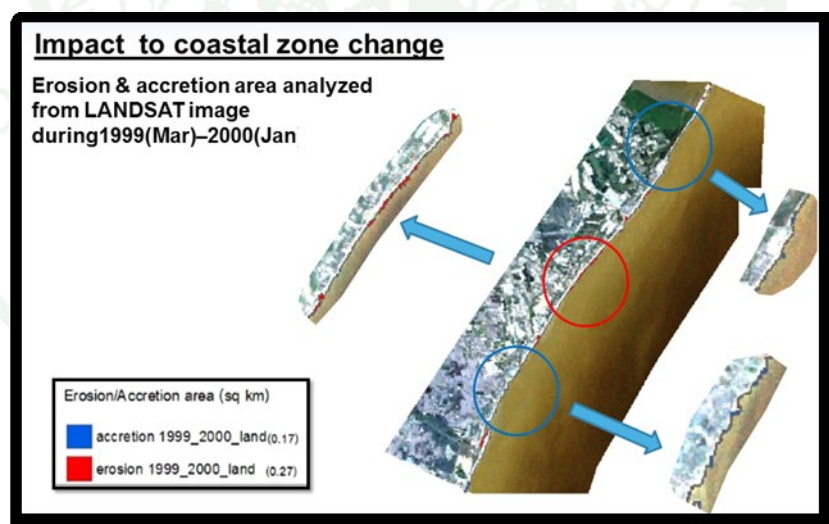 Impact to coastal zone change
Erosion & accretion area analyzed
from LANDSAT image
during1999(Mar)–2000(Jan
Erosion/Accretion area (sq km)
accretion 1999_2000_land(0.17)
erosion 1999_2000_land (0.27)